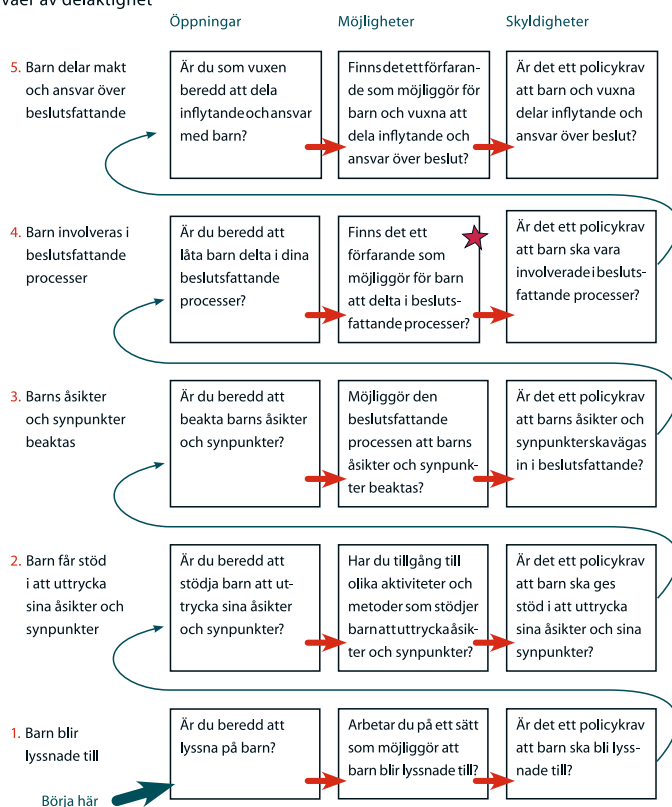 våer av delaktighet
Öppningar
Möjligheter
Skyldigheter
5. Barn delar makt
och ansvar över
beslutsfattande
Är du som vuxen
beredd att dela
inflytande och ansvar
med barn?
Finns det ett förfaran-
de som möjliggör för
barn och vuxna att
dela inflytande och
ansvar över beslut?
Är det ett policykrav
att barn och vuxna
delar inflytande och
ansvar över beslut?
4. Barn involveras i
beslutsfattande
processer
Är du beredd att
låta barn delta i dina
beslutsfattande
processer?
Finns det ett
förfarande som
möjliggör för barn
att delta i besluts-
fattande processer?
Är det ett policykrav
att barn ska vara
involverade i besluts-
fattande processer?
3. Barns åsikter
och synpunkter
beaktas
Är du beredd att
beakta barns åsikter
och synpunkter?
Möjliggör den
beslutsfattande
processen att barns
åsikter och synpunk-
ter beaktas?
Är det ett policykrav
att barns åsikter och
synpunkter ska vägas
in i beslutsfattande?
2. Barn får stöd
i att uttrycka
sina åsikter och
synpunkter
Är du beredd att
stödja barn att ut-
trycka sina åsikter
och synpunkter?
Har du tillgång till
olika aktiviteter och
metoder som stödjer
barn att uttrycka åsik-
ter och synpunkter?
Är det ett policykrav
att barn ska ges
stöd i att uttrycka
sina åsikter och sina
synpunkter?
1. Barn blir
lyssnade till
Är du beredd att
lyssna på barn?
Arbetar du på ett sätt
som möjliggör att
barn blir lyssnade till?
Är det ett policykrav
att barn ska bli lyss-
nade till?
Börja här